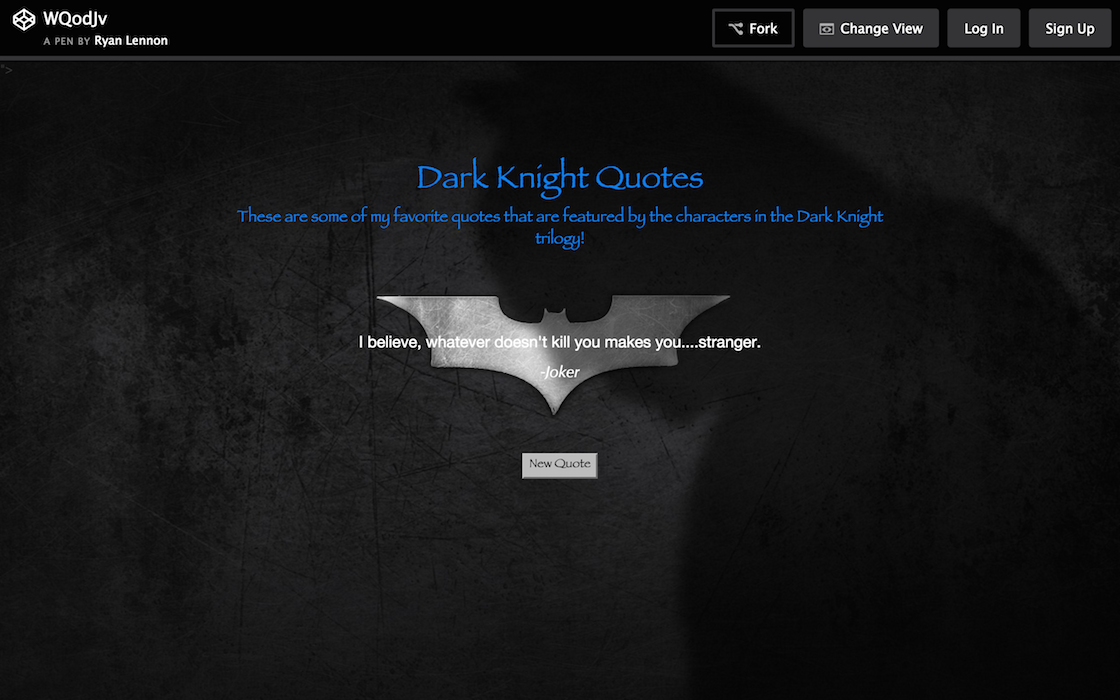 WQodJv
A PEN BY Ryan Lennon
Fork
Change View
Log In
Sign Up
">
Dark Knight Quotes
These are some of my favorite quotes that are featured by the characters in the Dark Knight
trilogy!
I believe, whatever doesn't kill you makes you....stranger.
-Joker
New Quote